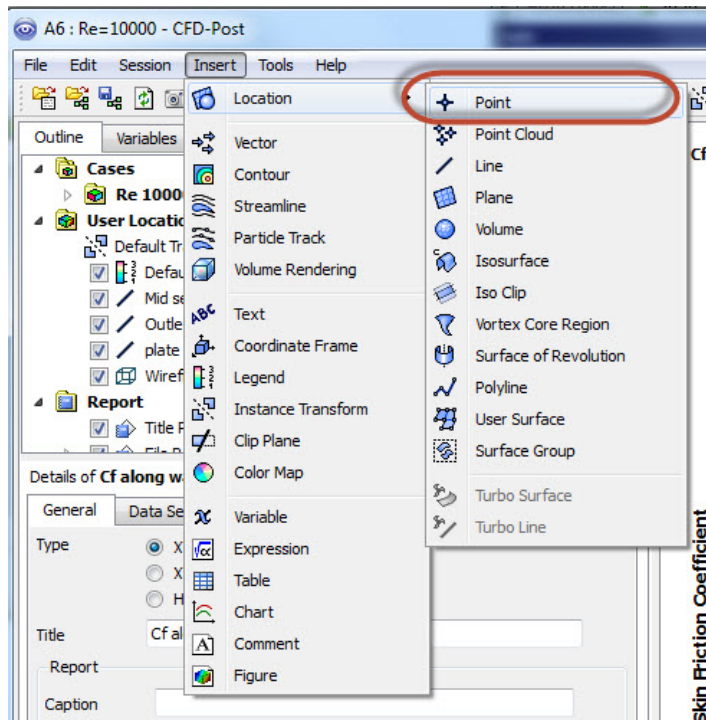 A6 : Re=10000 - CFD-Post
File Edit Session Insert Tools Help
Location
Point
Outline Variables
Vector
Point Cloud
Cf
Cases
Contour
Line
Re 1000
Streamline
Plane
User Locatio
Particle Track
Volume
Default Tr
Volume Rendering
Isosurface
Defau
Iso Clip
Mid se
Text
Vortex Core Region
Outle
Coordinate Frame
Surface of Revolution
plate
Legend
Polyline
Wiref
Instance Transform
User Surface
Report
Clip Plane
Surface Group
Title P
Color Map
Details of Cf along w
Turbo Surface
General Data Se
Variable
Turbo Line
Type
X
Expression
X
Table
H
Chart
Title
Cf al
Comment
Report
Figure
Caption
Skin Friction Coefficient